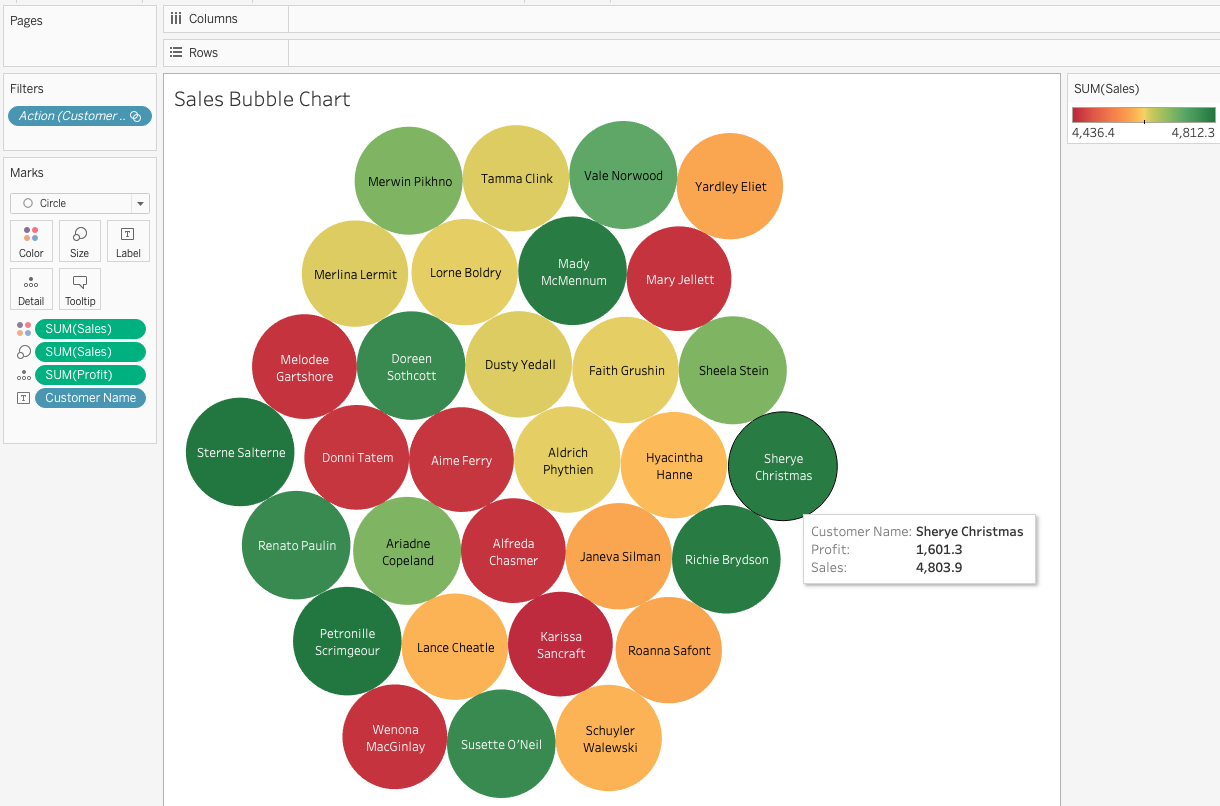 Pages
Columns
Rows
Filters
Action (Customer ..
Marks
Circle
Color
Size
Label
Detail
Tooltip
SUM(Sales)
SUM(Sales)
SUM(Profit)
Customer Name
Sales Bubble Chart
Merwin Pikhno
Tamma Clink
Vale Norwood
Yardley Eliet
Merlina Lermit
Lorne Boldry
Mady
McMennum
Mary Jellett
Melodee
Gartshore
Doreen
Sothcott
Dusty Yedall
Faith Grushin
Sheela Stein
Sterne Salterne
Donni Tatem
Aime Ferry
Aldrich
Phythien
Hyacintha
Hanne
Sherye
Christmas
Renato Paulin
Ariadne
Copeland
Alfreda
Chasmer
Janeva Silman
Richie Brydson
Petronille
Scrimgeour
Lance Cheatle
Karissa
Sancraft
Roanna Safont
Wenona
MacGinlay
Susette O'Neil
Schuyler
Walewski
Customer Name: Sherye Christmas
Profit: 1,601.3
Sales: 4,803.9
SUM(Sales)
4,436.4 4,812.3